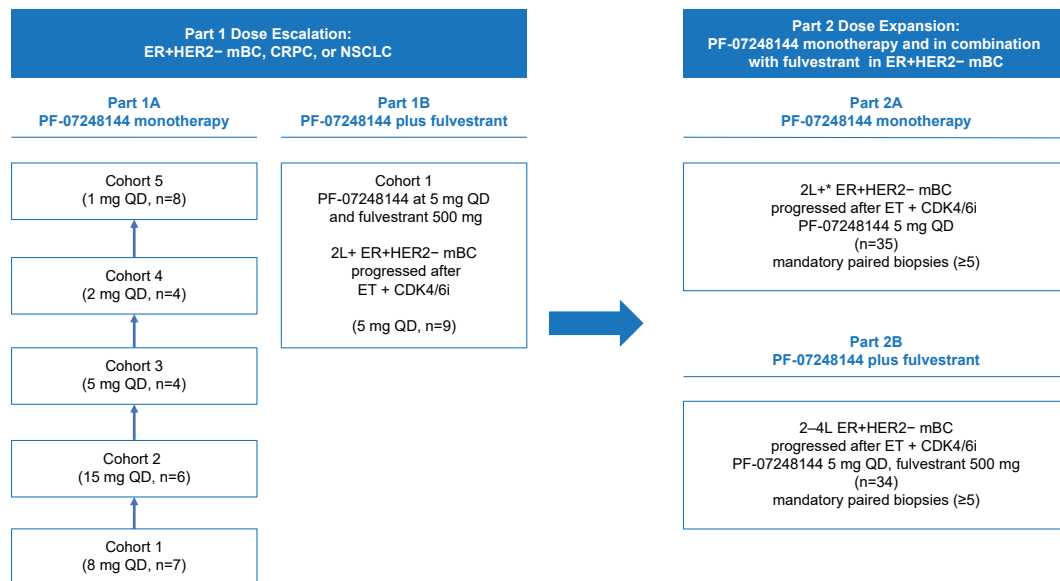 Part 1 Dose Escalation:
ER+HER2− mBC, CRPC, or NSCLC
Part 1A
PF-07248144 monotherapy
Cohort 5
(1 mg QD, n=8)
Cohort 4
(2 mg QD, n=4)
Cohort 3
(5 mg QD, n=4)
Cohort 2
(15 mg QD, n=6)
Cohort 1
(8 mg QD, n=7)
Part 1B
PF-07248144 plus fulvestrant
Cohort 1
PF-07248144 at 5 mg QD
and fulvestrant 500 mg
2L+ ER+HER2− mBC
progressed after
ET + CDK4/6i
(5 mg QD, n=9)
Part 2 Dose Expansion:
PF-07248144 monotherapy and in combination
with fulvestrant in ER+HER2− mBC
Part 2A
PF-07248144 monotherapy
2L+* ER+HER2− mBC
progressed after ET + CDK4/6i
PF-07248144 5 mg QD
(n=35)
mandatory paired biopsies (≥5)
Part 2B
PF-07248144 plus fulvestrant
2–4L ER+HER2− mBC
progressed after ET + CDK4/6i
PF-07248144 5 mg QD, fulvestrant 500 mg
(n=34)
mandatory paired biopsies (≥5)